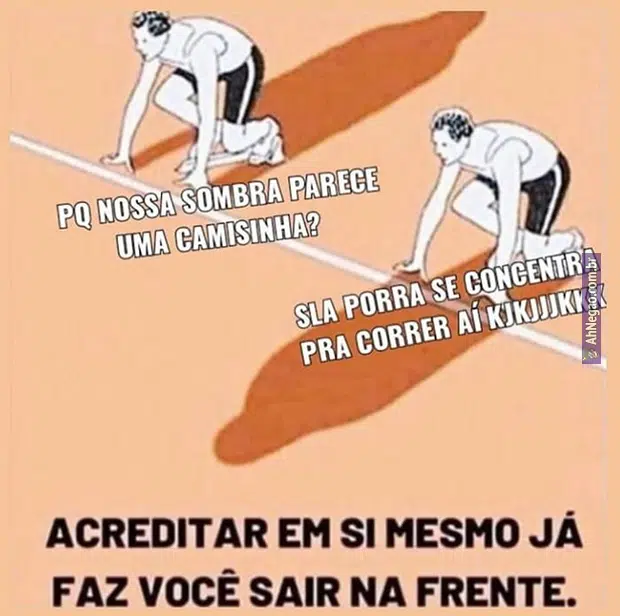 PQ NOSSA SOMBRA PARECE
UMA CAMISINHA?
SLA PORRA SE CONCENTRA
PRA CORRER AÍ KJKJJJKKK
AhNegao.com.br
ACREDITAR EM SI MESMO JÁ
FAZ VOCÊ SAIR NA FRENTE.